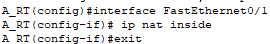 A_RT(config)#interface FastEthernet0/1
A_RT(config-if)# ip nat inside
A_RT(config-if)#exit